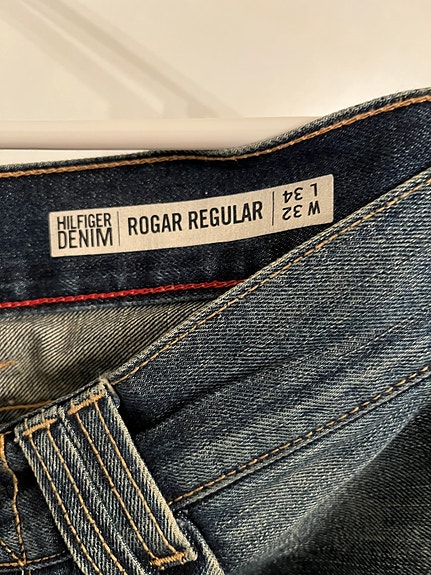 HILFIGER
DENIM
ROGAR REGULAR
W 32
L 34